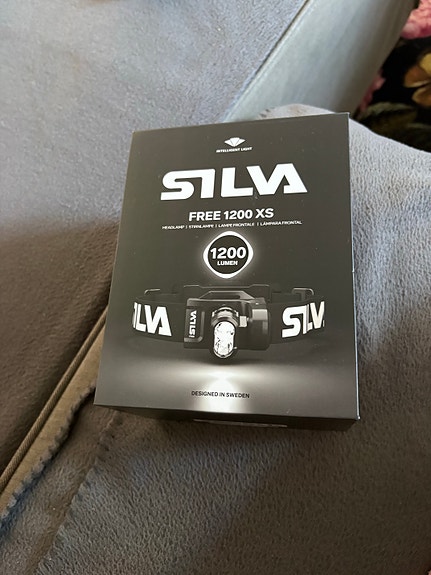 INTELLIGENT LIGHT
SILVA
FREE 1200 XS
HEADLAMP | STIRNLAMPE | LAMPE FRONTALE | LÁMPARA FRONTAL
1200
LUMEN
SILVA
SILVA
SILVA
DESIGNED IN SWEDEN